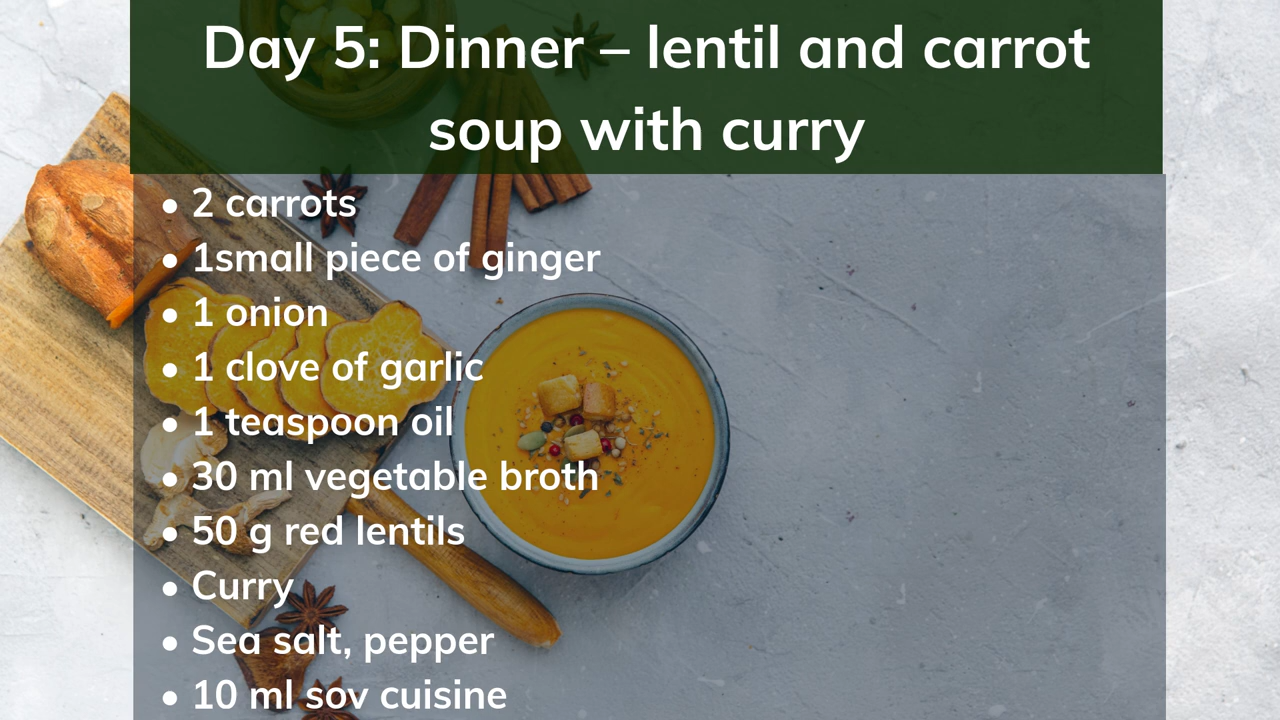 Day 5: Dinner – lentil and carrot
soup with curry
• 2 carrots
• 1small piece of ginger
• 1 onion
• 1 clove of garlic
• 1 teaspoon oil
• 30 ml vegetable broth
• 50 g red lentils
• Curry
• Sea salt, pepper
• 10 ml soy cuisine